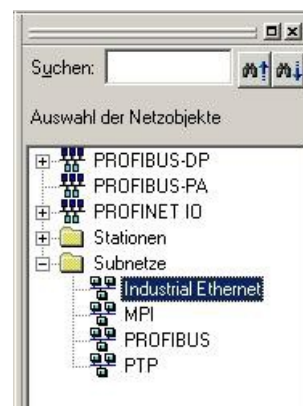 Suchen:
Auswahl der Netzobjekte
PROFIBUS-DP
PROFIBUS-PA
PROFINET IO
Stationen
Subnetze
Industrial Ethernet
MPI
PROFIBUS
PTP